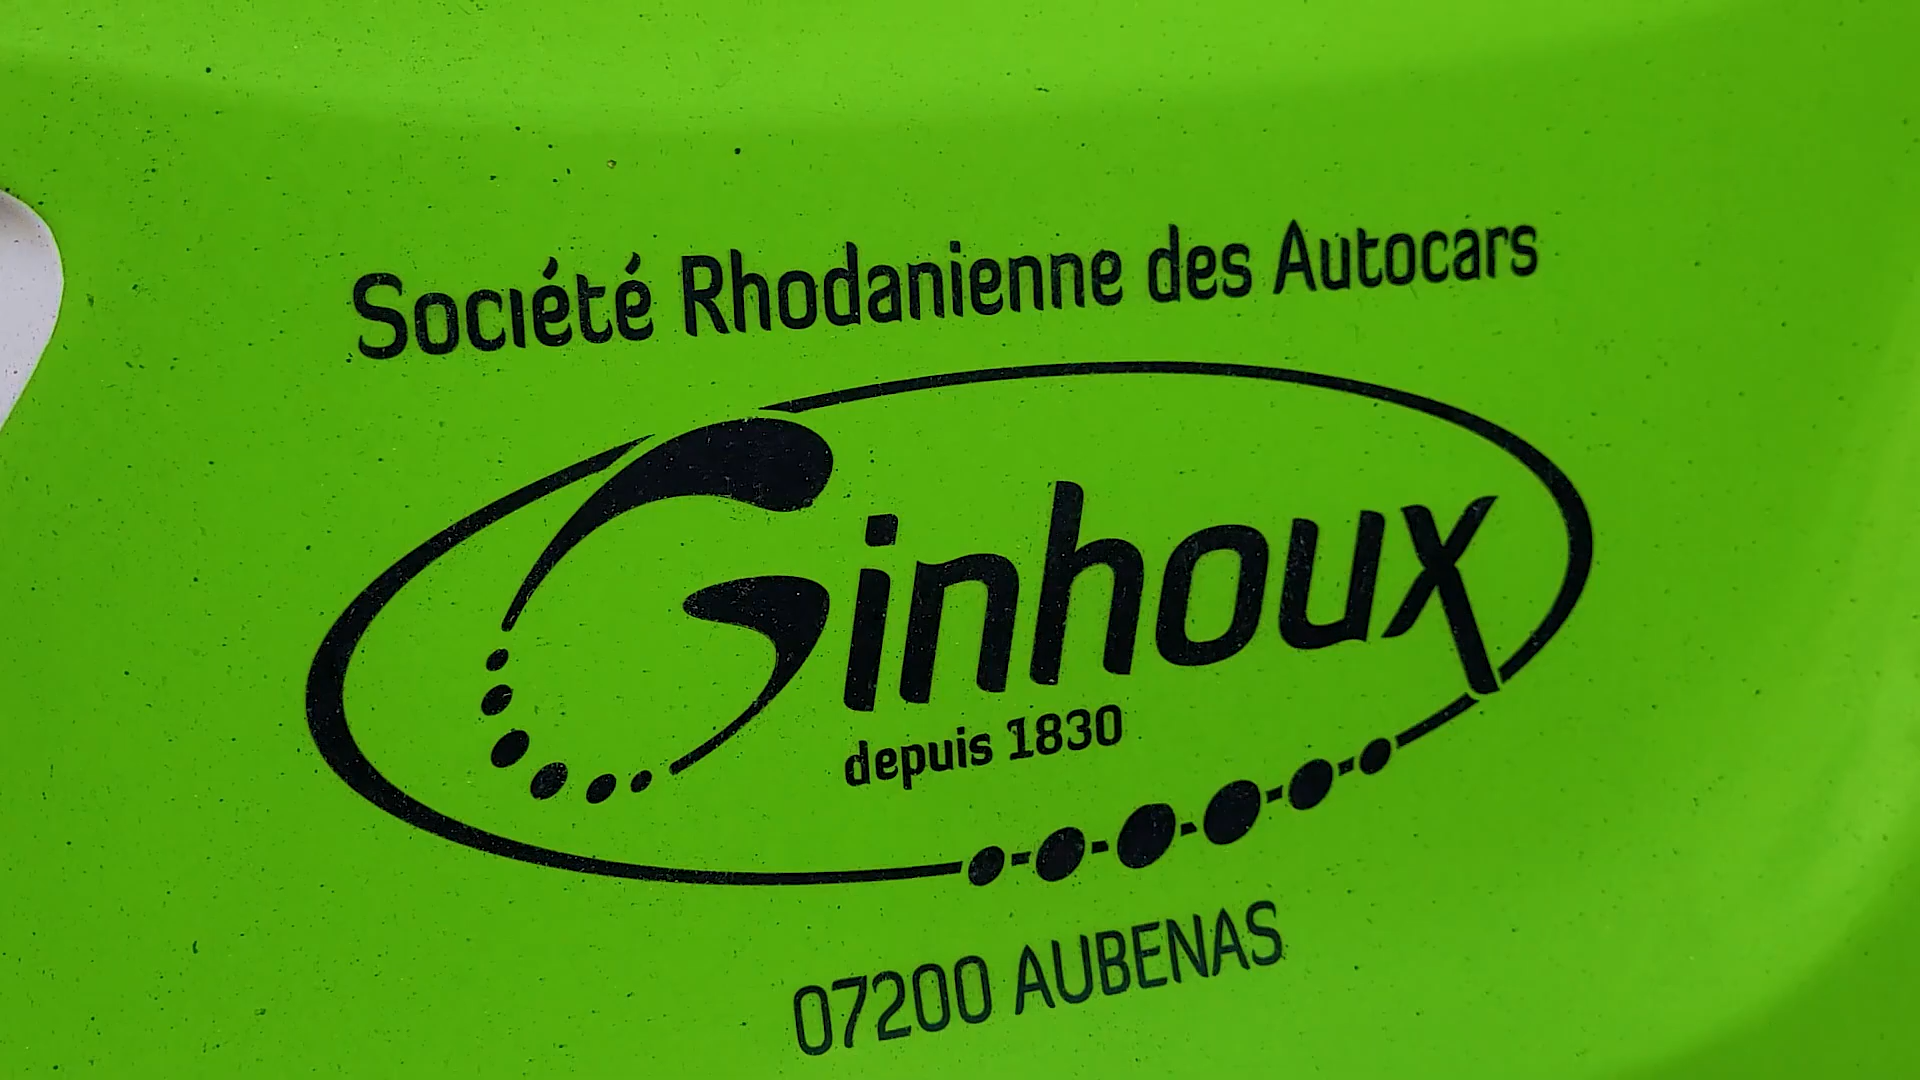 Société Rhodanienne des Autocars
Ginhoux
depuis 1830
07200 AUBENAS